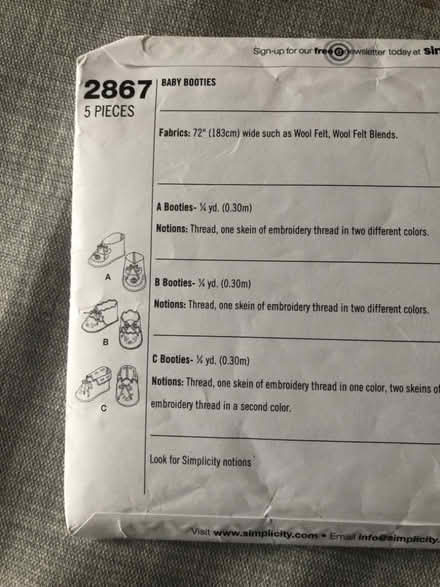 Sign-up for our free newsletter today at
2867
BABY BOOTIES
5 PIECES
Fabrics: 72" (183cm) wide such as Wool Felt, Wool Felt Blends.
A Booties- ¼ yd. (0.30m)
Notions: Thread, one skein of embroidery thread in two different colors.
A
B Booties- ¼ yd. (0.30m)
Notions: Thread, one skein of embroidery thread in two different colors.
B
C Booties- ¼ yd. (0.30m)
Notions: Thread, one skein of embroidery thread in one color, two skeins of
embroidery thread in a second color.
C
Look for Simplicity notions
Visit www.simplicity.com • Email info@simplicity.